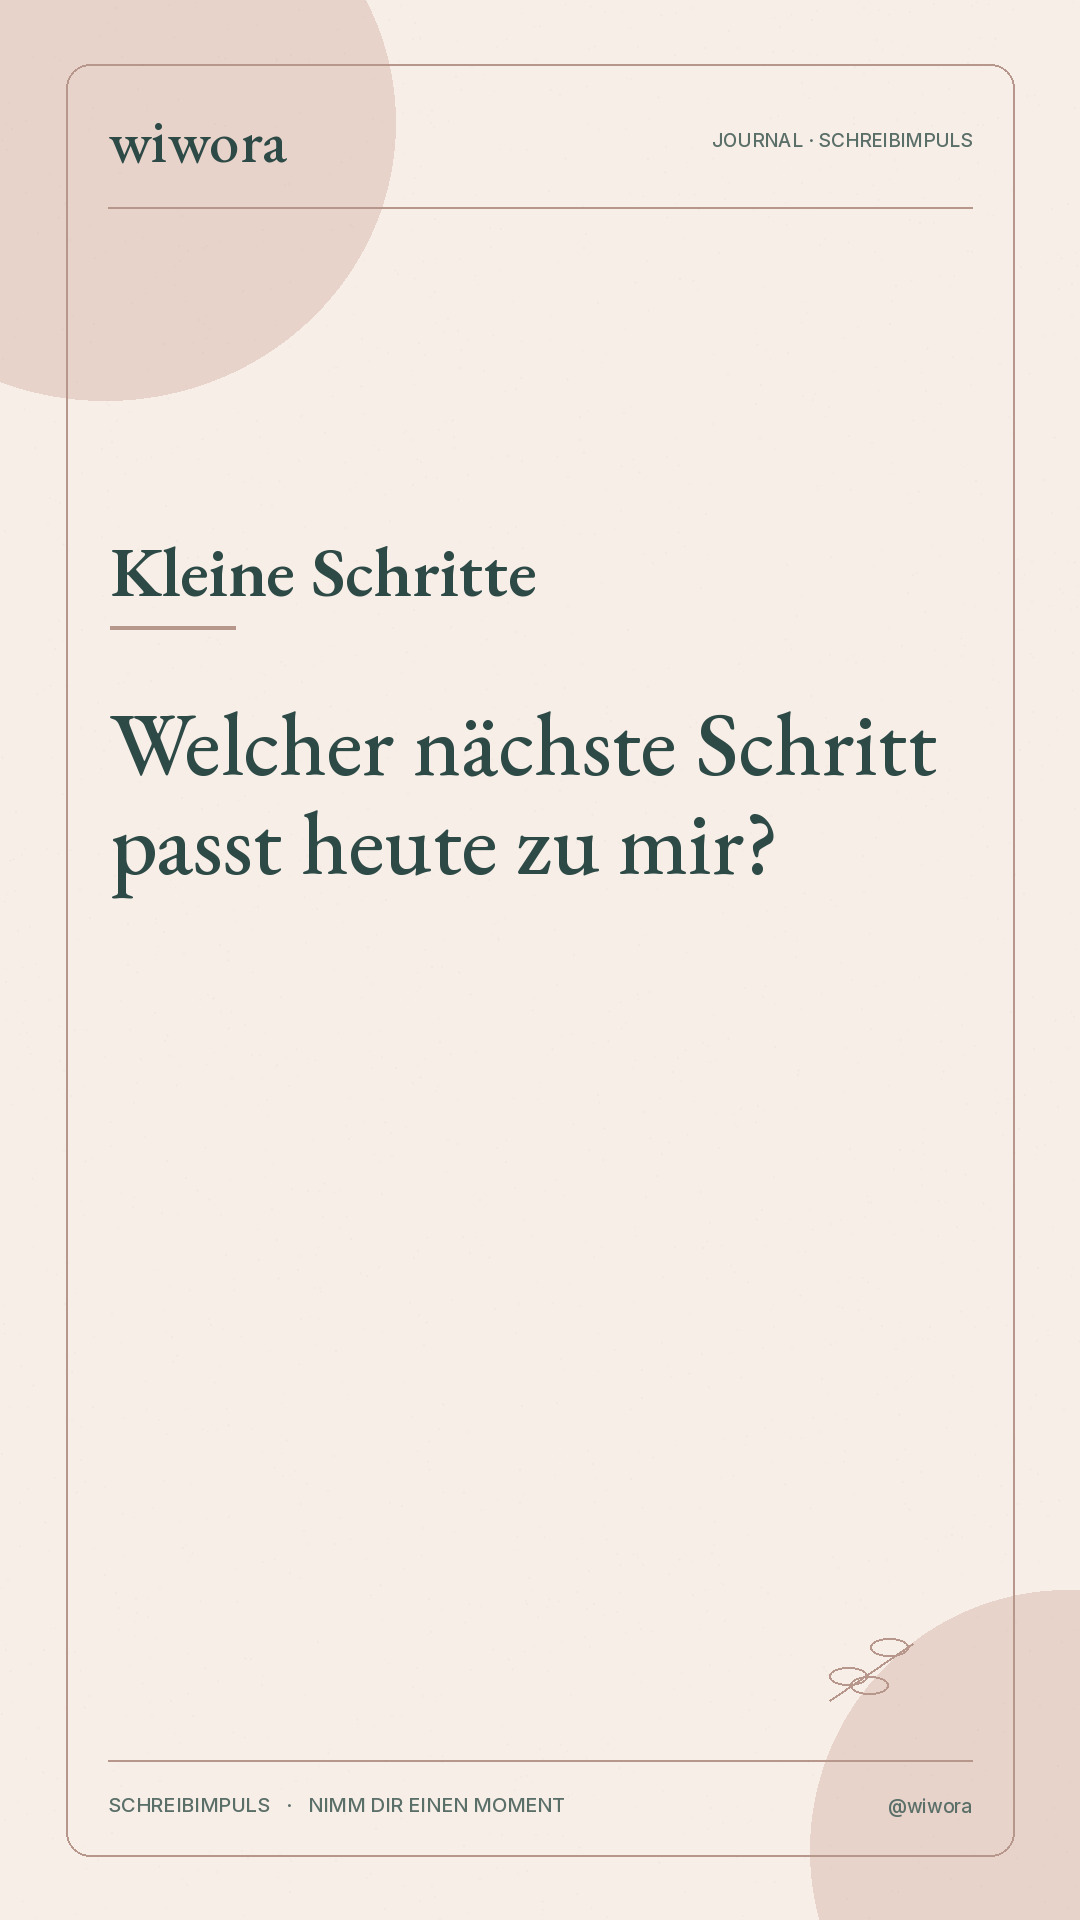 wiwora
JOURNAL · SCHREIBIMPULS
Kleine Schritte
Welcher nächste Schritt
passt heute zu mir?
SCHREIBIMPULS · NIMM DIR EINEN MOMENT
@wiwora